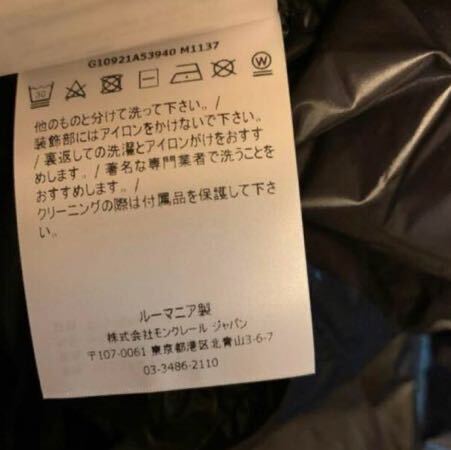 G10921A53940 M1137
30
W
他のものと分けて洗って下さい。/
装飾部にはアイロンをかけないで下さい。
/ 裏返しての洗濯とアイロンがけをおすす
めします。/ 著名な専門業者で洗うことを
おすすめします。/
クリーニングの際は付属品を保護して下さ
い。
ルーマニア製
株式会社モンクレール ジャパン
〒107-0061 東京都港区北青山3-6-7
03-3486-2110